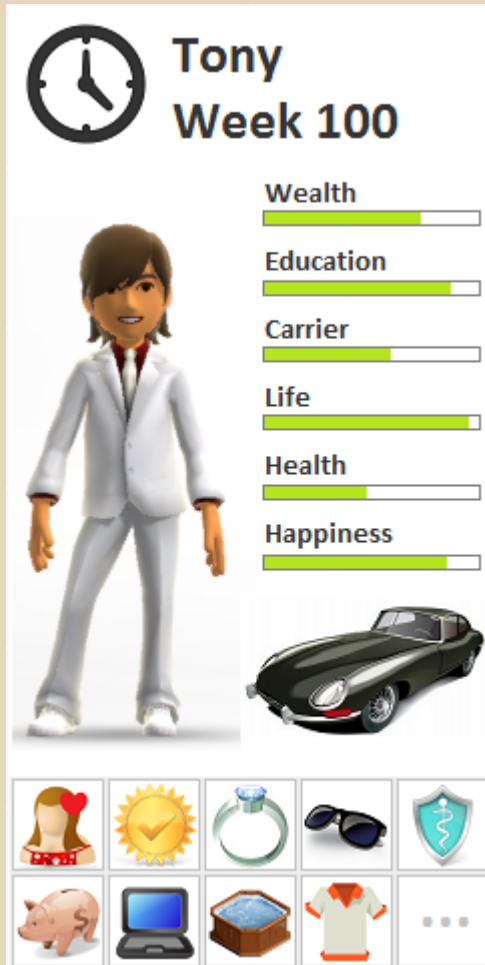 Tony
Week 100
Wealth
Education
Carrier
Life
Health
Happiness